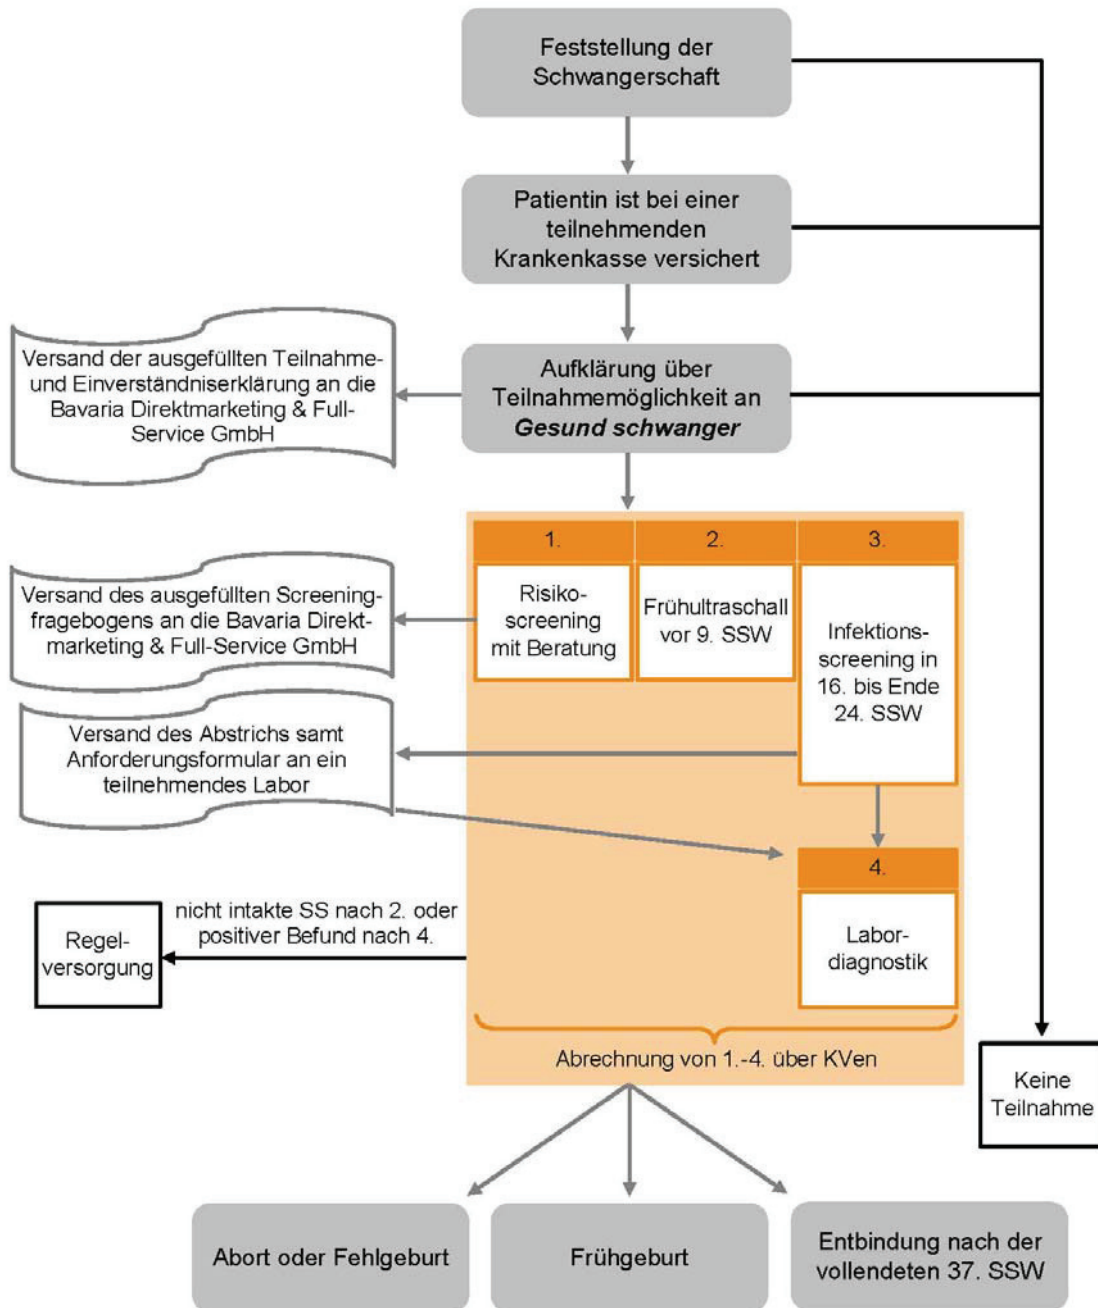 Feststellung der
Schwangerschaft
Patientin ist bei einer
teilnehmenden
Krankenkasse versichert
Versand der ausgefüllten Teilnahme-
und Einverständniserklärung an die
Bavaria Direktmarketing & Full-
Service GmbH
Aufklärung über
Teilnahmemöglichkeit an
Gesund schwanger
1.
2.
3.
Versand des ausgefüllten Screening-
fragebogens an die Bavaria Direkt-
marketing & Full-Service GmbH
Risiko-
screening
mit Beratung
Frühultraschall
vor 9. SSW
Infektions-
screening in
16. bis Ende
24. SSW
Versand des Abstrichs samt
Anforderungsformular an ein
teilnehmendes Labor
4.
Labor-
diagnostik
nicht intakte SS nach 2. oder
positiver Befund nach 4.
Regel-
versorgung
Abrechnung von 1.-4. über KVen
Keine
Teilnahme
Abort oder Fehlgeburt
Frühgeburt
Entbindung nach der
vollendeten 37. SSW